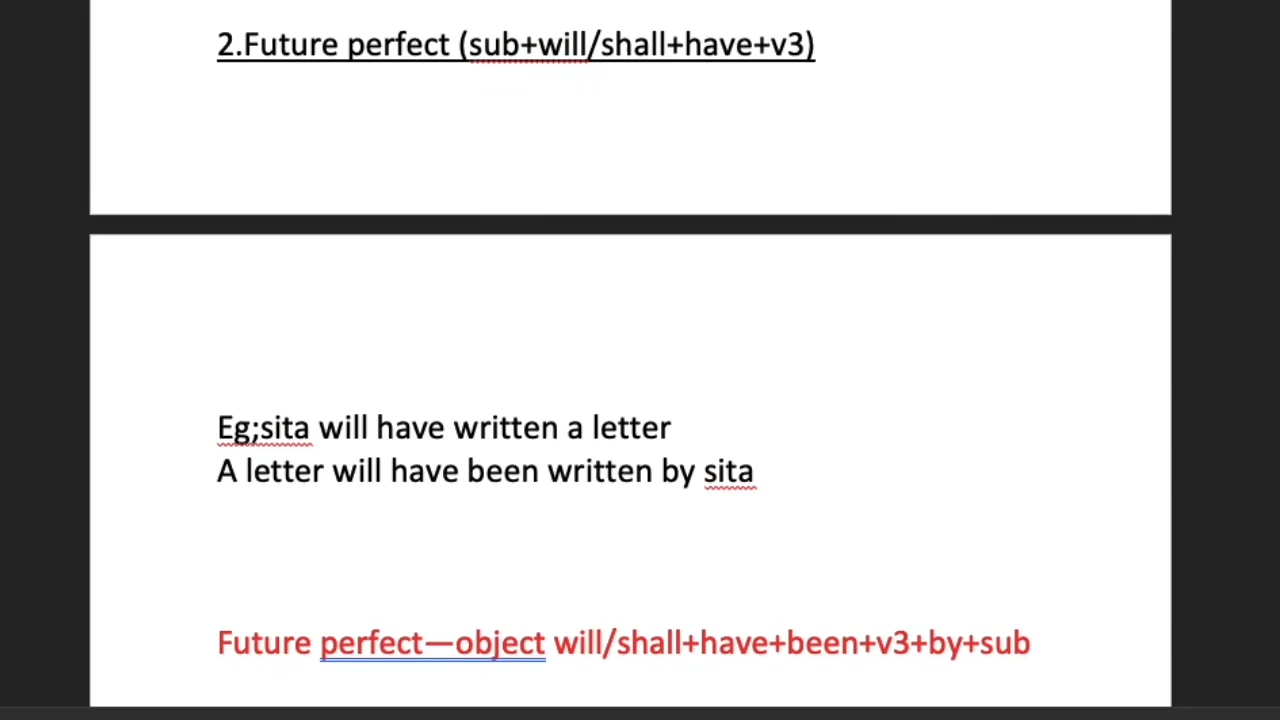 2.Future perfect (sub+will/shall+have+v3)
Eg;sita will have written a letter
A letter will have been written by sita
Future perfect—object will/shall+have+been+v3+by+sub